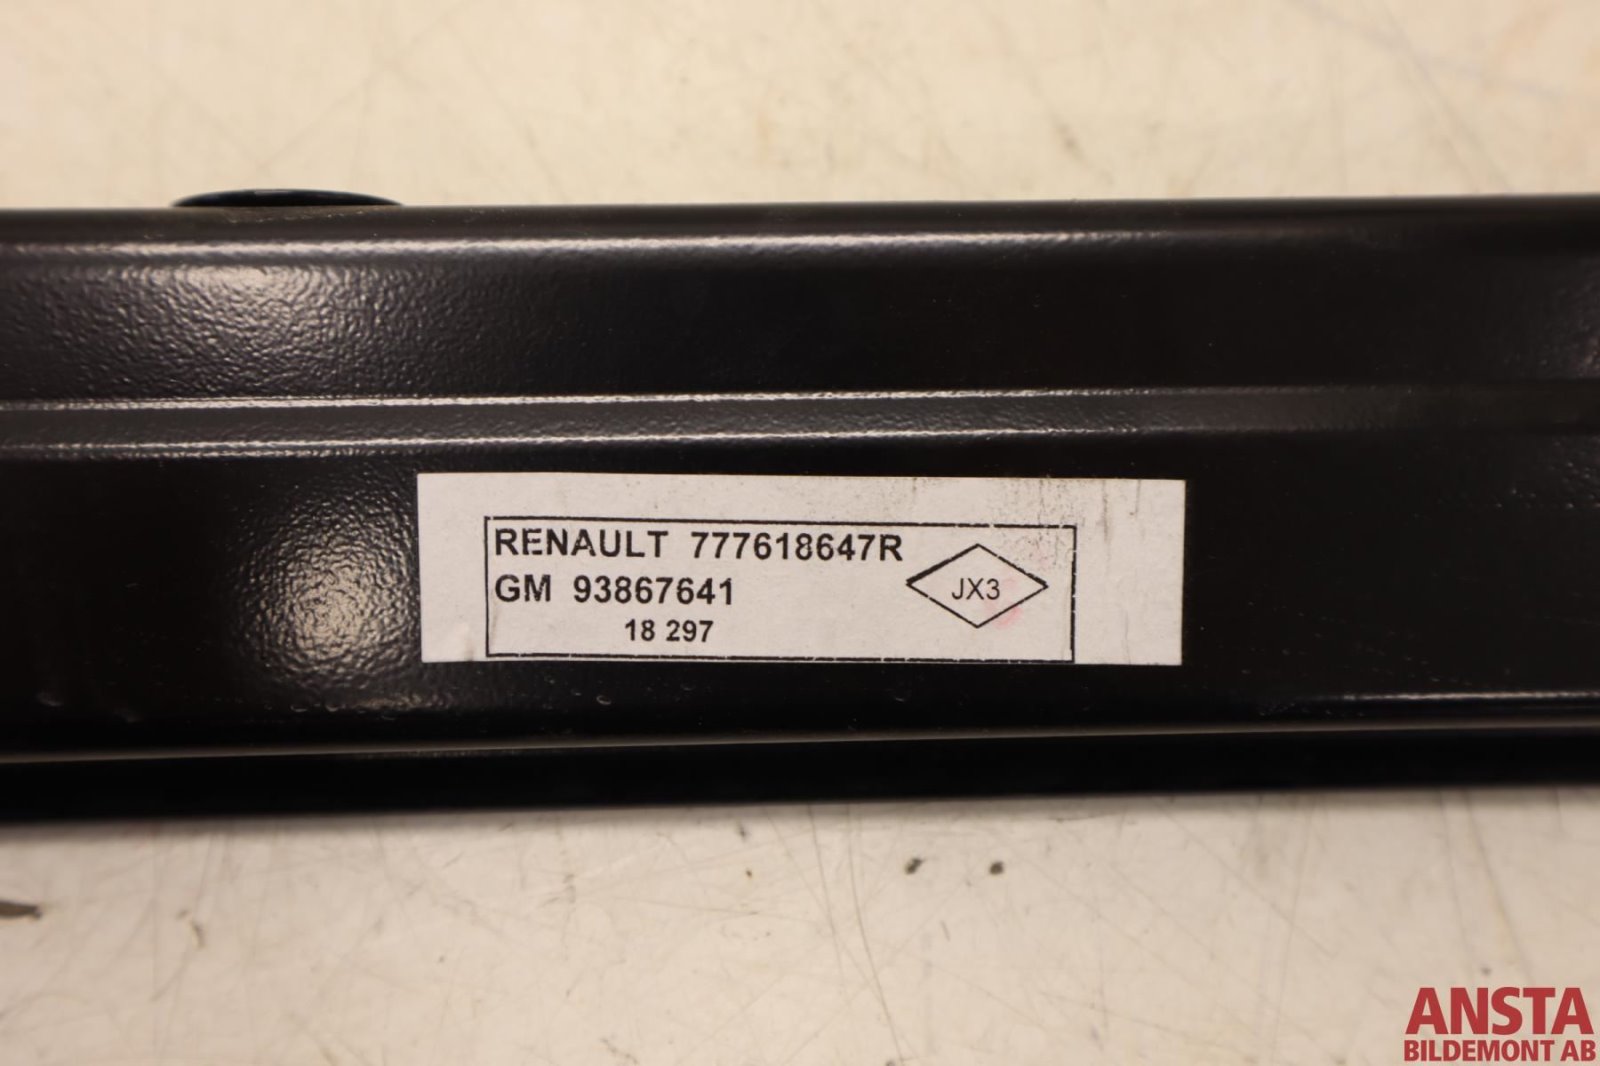 RENAULT 777618647R
GM 93867641
18 297
JX3
ANSTA
BILDEMONT AB